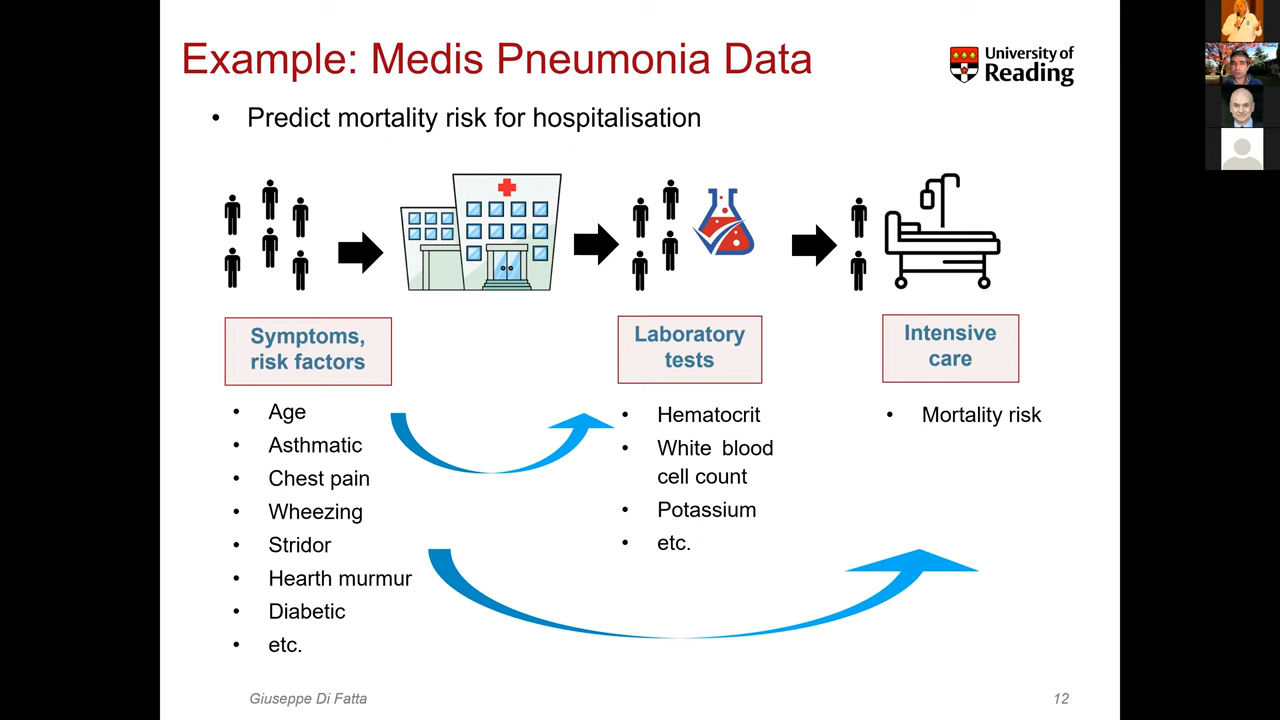 Example: Medis Pneumonia Data
University of
Reading
• Predict mortality risk for hospitalisation
Symptoms,
risk factors
• Age
• Asthmatic
• Chest pain
• Wheezing
• Stridor
• Hearth murmur
• Diabetic
• etc.
Laboratory
tests
• Hematocrit
• White blood
cell count
• Potassium
• etc.
Intensive
care
• Mortality risk
Giuseppe Di Fatta
12